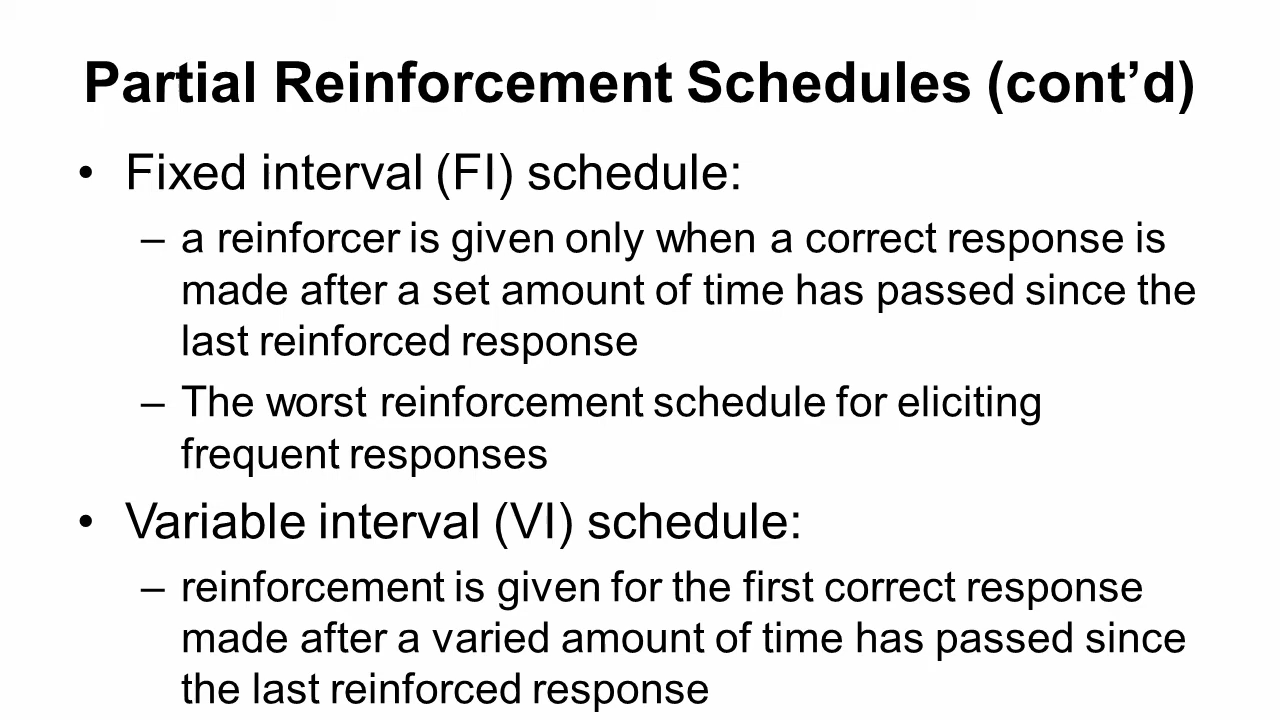 Partial Reinforcement Schedules (cont’d)
• Fixed interval (FI) schedule:
– a reinforcer is given only when a correct response is
made after a set amount of time has passed since the
last reinforced response
– The worst reinforcement schedule for eliciting
frequent responses
• Variable interval (VI) schedule:
– reinforcement is given for the first correct response
made after a varied amount of time has passed since
the last reinforced response